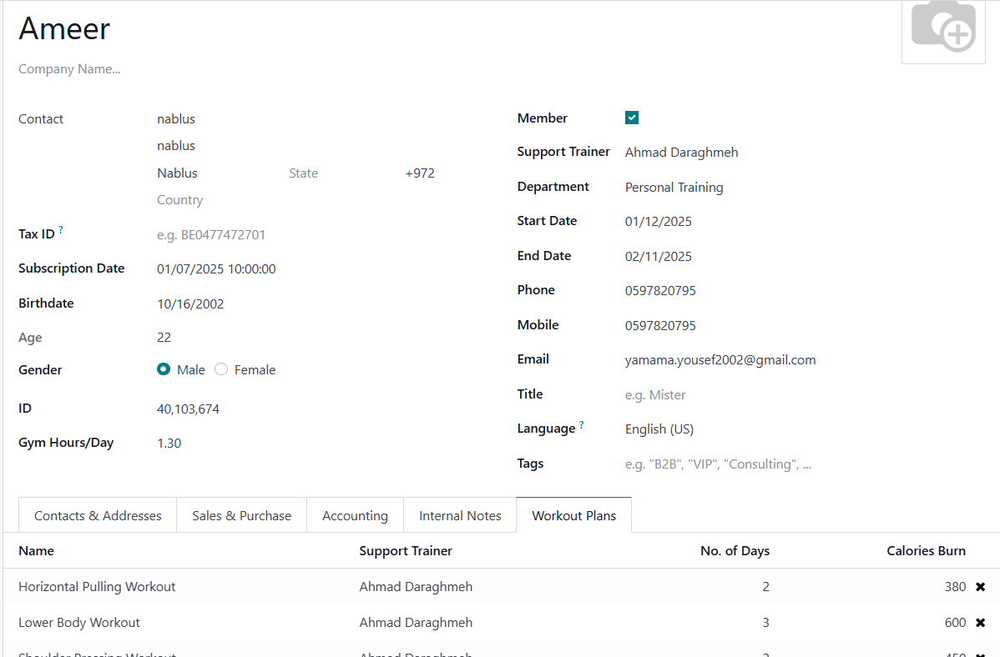 Ameer
Company Name...
Contact
nablus
nablus
Nablus State +972
Country
Tax ID ?
e.g. BE0477472701
Subscription Date 01/07/2025 10:00:00
Birthdate 10/16/2002
Age 22
Gender Male Female
ID 40,103,674
Gym Hours/Day 1.30
Member
Support Trainer Ahmad Daraghmeh
Department Personal Training
Start Date 01/12/2025
End Date 02/11/2025
Phone 0597820795
Mobile 0597820795
Email yamama.yousef2002@gmail.com
Title e.g. Mister
Language ? English (US)
Tags e.g. "B2B", "VIP", "Consulting", ...
Contacts & Addresses Sales & Purchase Accounting Internal Notes Workout Plans
Name Support Trainer No. of Days Calories Burn
Horizontal Pulling Workout Ahmad Daraghmeh 2 380
Lower Body Workout Ahmad Daraghmeh 3 600
Shoulder Pressing Workout Ahmad Daraghmeh